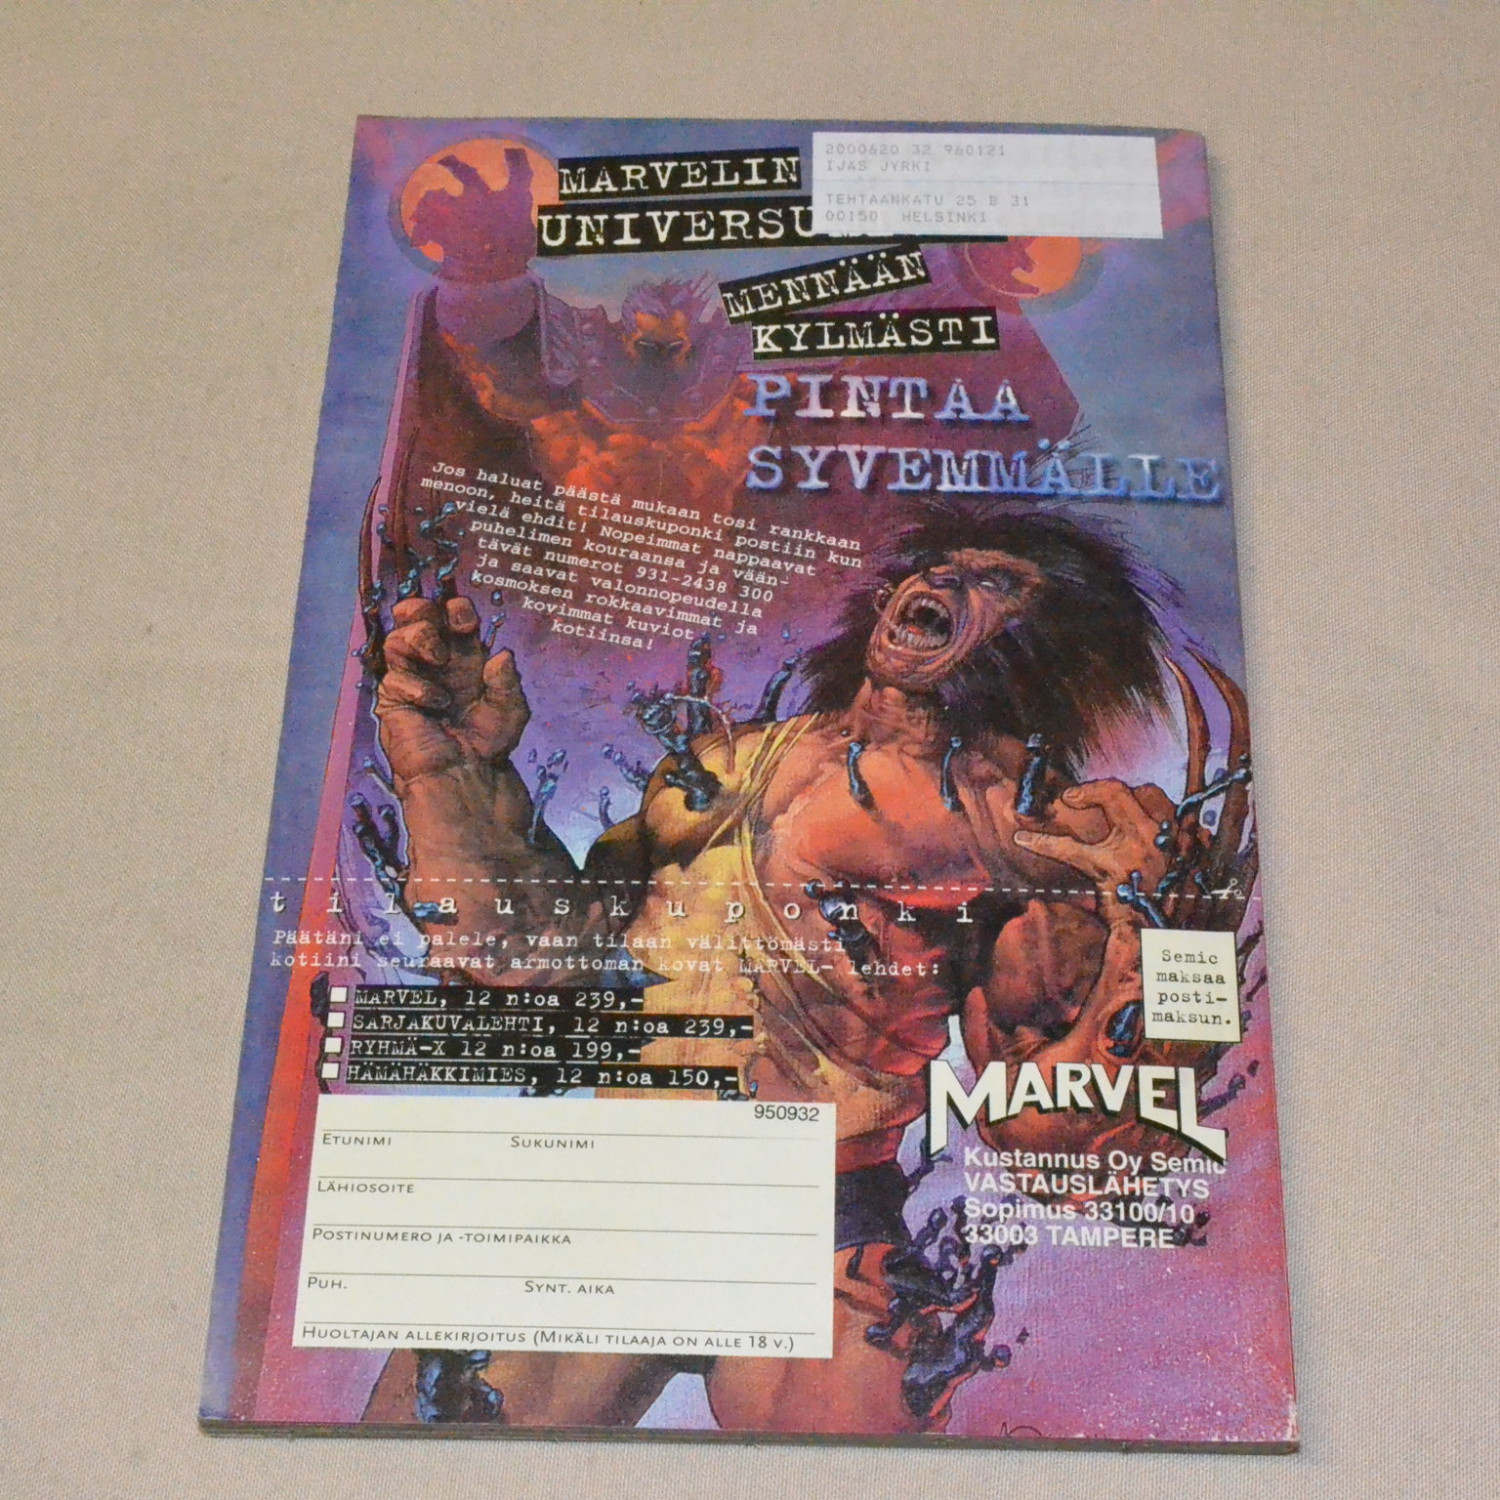 MARVELIN
2000620 32 960121
IJAS JYRKI
TEHTAANKATU 25 B 31
00150 HELSINKI
MENNÄÄN
KYLMÄSTI
PINTAA
SYVEMMÄLLE
Jos haluat päästä mukaan tosi rankkaan
menoon, heitä tilauskuponki postiin kun
vielä ehdit! Nopeimmat nappaavat
puhelimen kouraansa ja vään-
tävät numerot 931-2438 300
ja saavat valonnopeudella
kosmoksen rokkaavimmat ja
kovimmat kuviot
kotiinsa!
tilauskuponki
Päätäni ei palele, vaan tilaan välittömästi
kotiini seuraavat armottoman kovat MARVEL- lehdet:
MARVEL, 12 n:oa 239,-
SARJAKUVALEHTI, 12 n:oa 239,-
RYHMÄ-X 12 n:oa 199,-
HÄMÄHÄKKIMIES, 12 n:oa 150,-
950932
ETUNIMI SUKUNIMI
LÄHIOSOITE
POSTINUMERO JA -TOIMIPAIKKA
PUH. SYNT. AIKA
HUOLTAJAN ALLEKIRJOITUS (MIKÄLI TILAAJA ON ALLE 18 V.)
Semic
maksaa
posti-
maksun.
MARVEL
Kustannus Oy Semic
VASTAUSLÄHETYS
Sopimus 33100/10
33003 TAMPERE